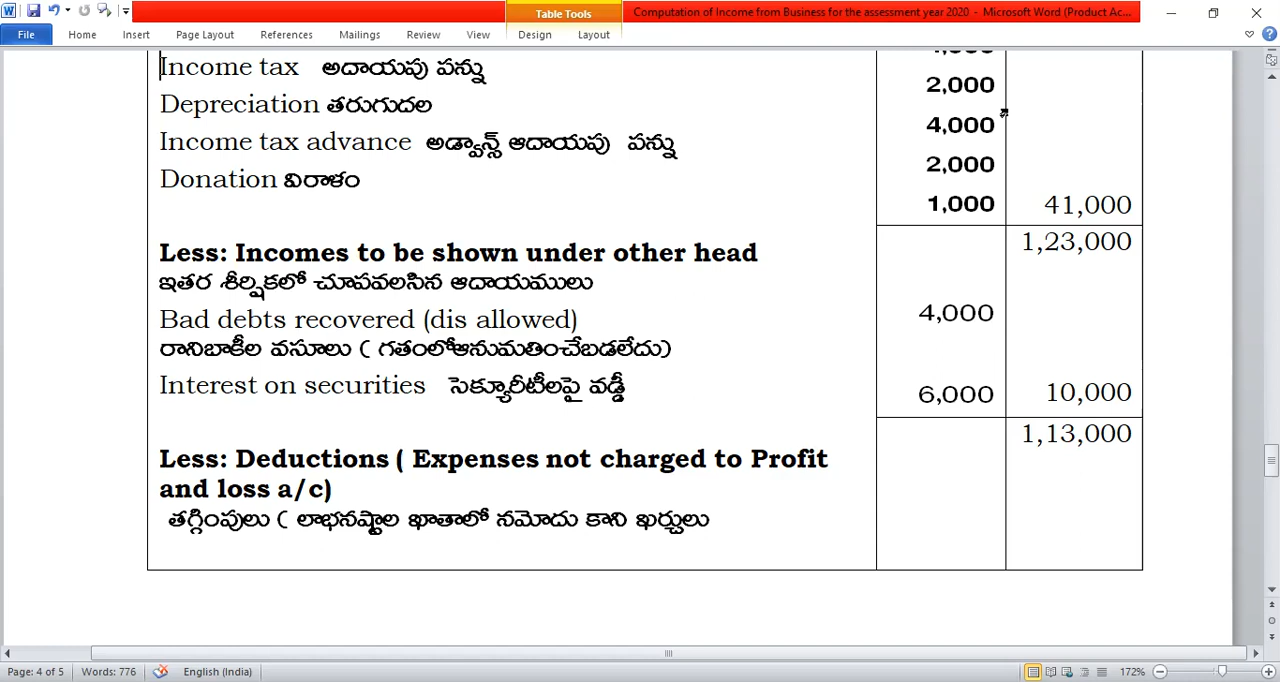 Table Tools
Computation of Income from Business for the assessment year 2020 - Microsoft Word (Product Ac...
File Home Insert Page Layout References Mailings Review View Design Layout
Income tax అదాయపు పన్ను
2,000
Depreciation తరుగుదల
4,000
Income tax advance అడ్వాన్స్ ఆదాయపు పన్ను
2,000
Donation విరాళం
1,000 41,000
1,23,000
Less: Incomes to be shown under other head
ఇతర శీర్షికలో చూపవలసిన ఆదాయములు
Bad debts recovered (dis allowed) 4,000
రానిబాకీల వసూలు ( గతంలోఆనుమతించేబడలేదు)
Interest on securities సెక్యూరీటీలపై వడ్డీ 6,000 10,000
1,13,000
Less: Deductions ( Expenses not charged to Profit
and loss a/c)
తగ్గింపులు ( లాభనష్టాల ఖాతాలో నమోదు కాని ఖర్చులు
Page: 4 of 5 Words: 776 English (India) 172%